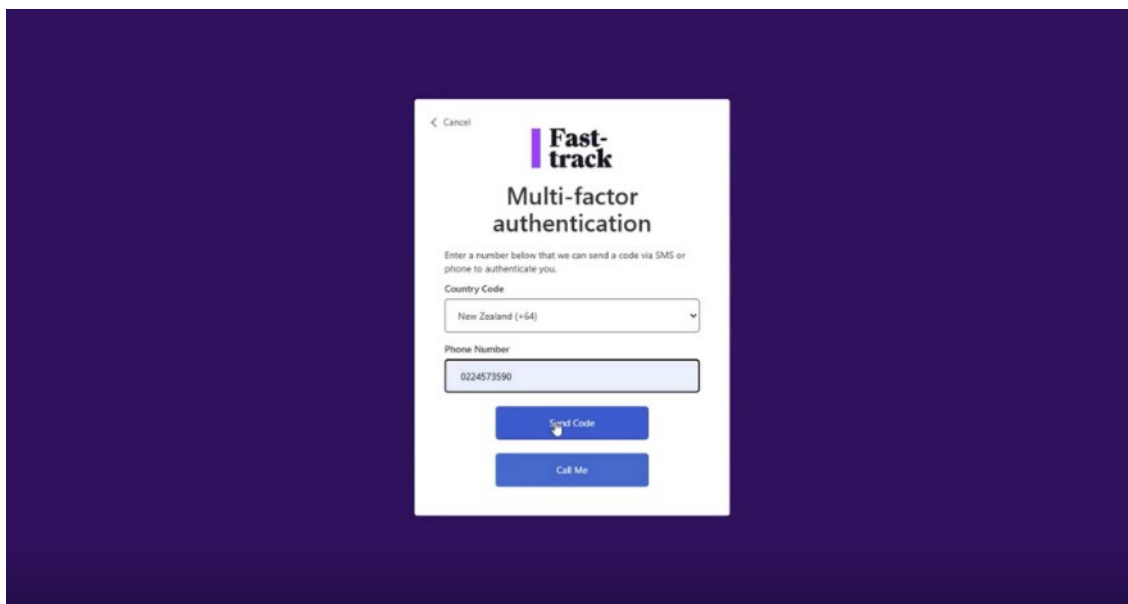 Cancel
Fast-
track
Multi-factor
authentication
Enter a number below that we can send a code via SMS or
phone to authenticate you.
Country Code
New Zealand (+64)
Phone Number
0224573590
Send Code
Call Me